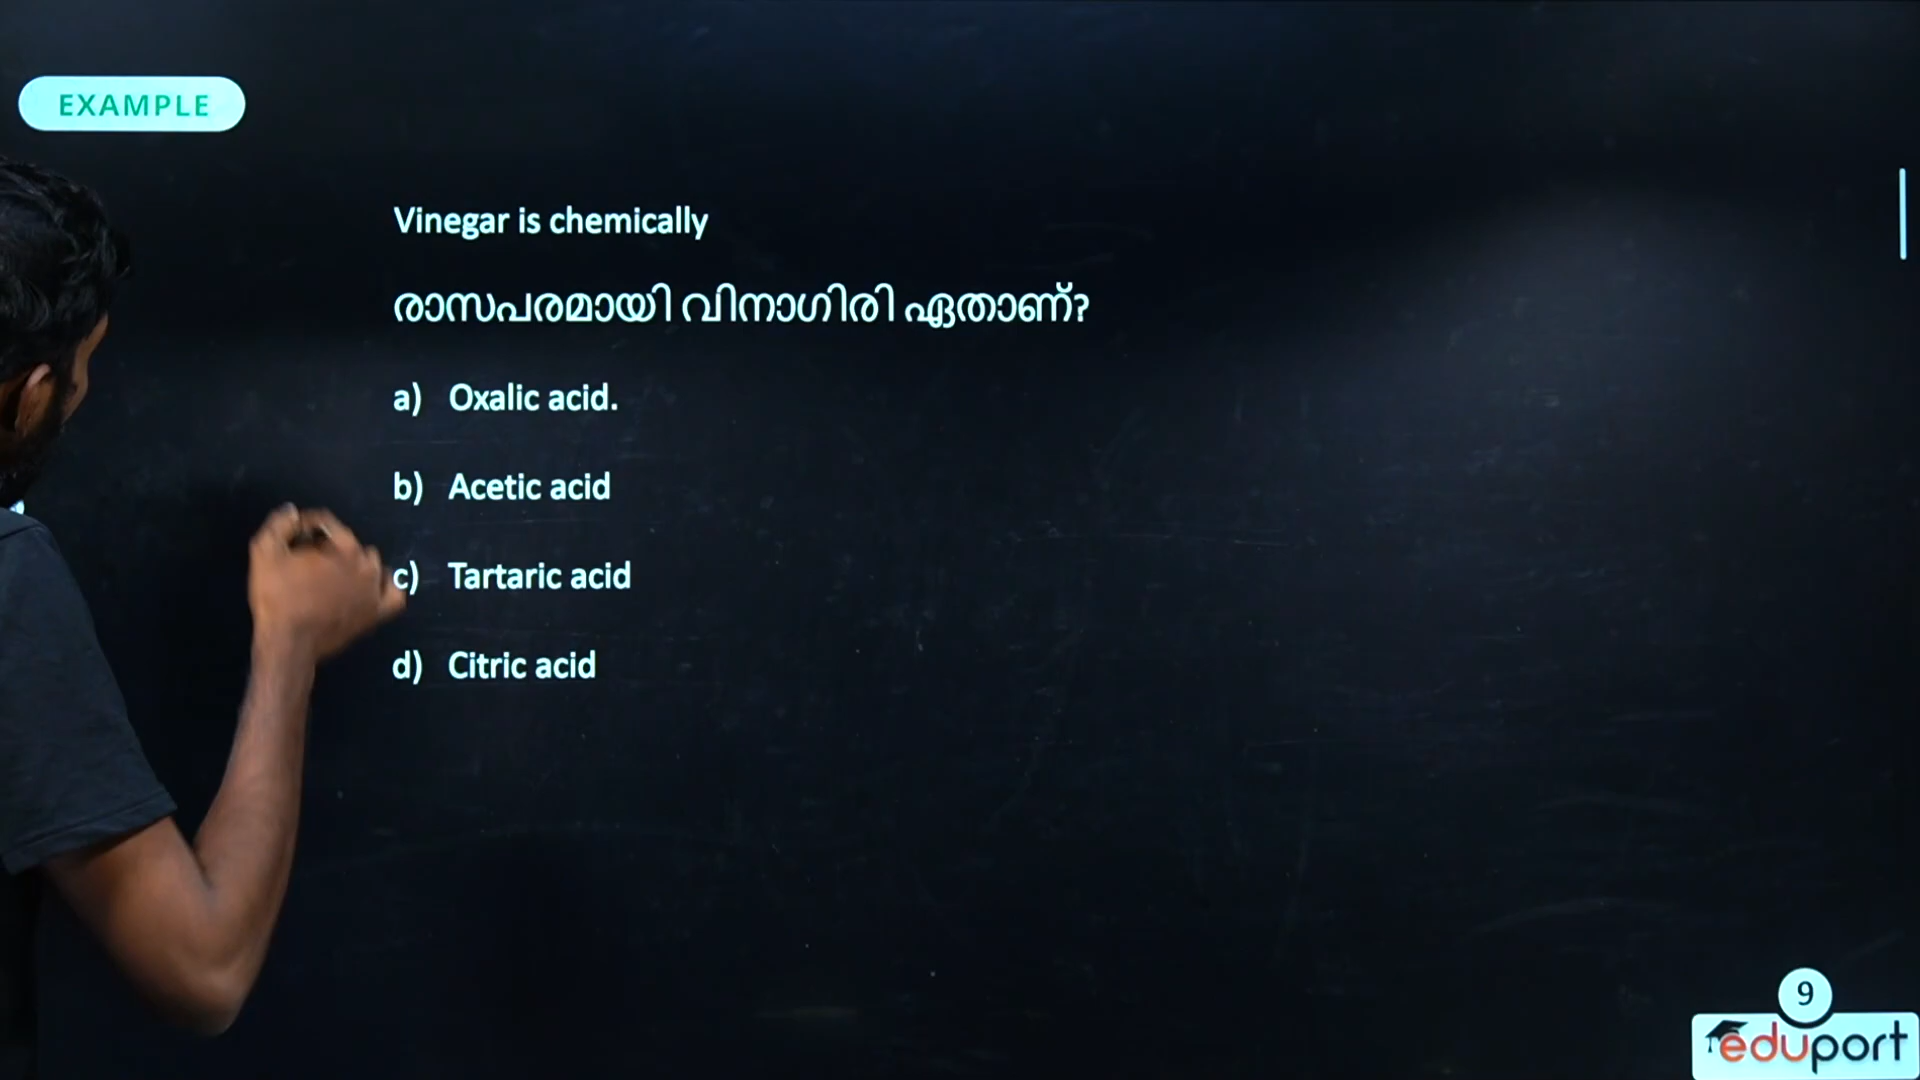 EXAMPLE
Vinegar is chemically
രാസപരമായി വിനാഗിരി ഏതാണ്?
a) Oxalic acid.
b) Acetic acid
c) Tartaric acid
d) Citric acid
9
eduport